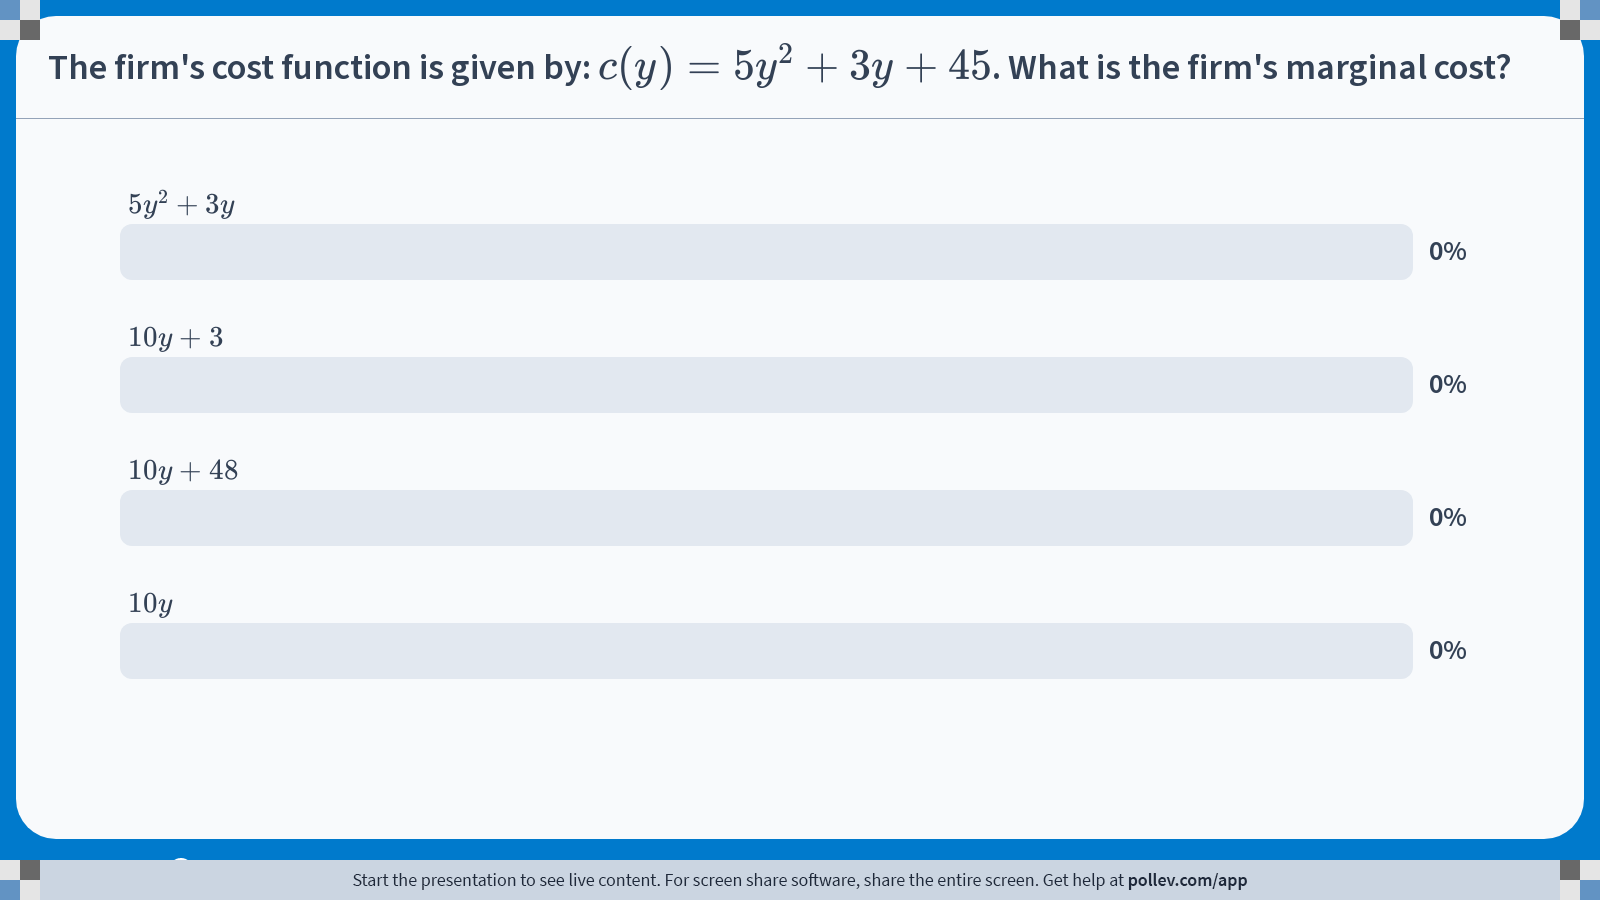 The firm's cost function is given by: c(y) = 5y² + 3y + 45. What is the firm's marginal cost?
5y² + 3y
0%
10y + 3
0%
10y + 48
0%
10y
0%
Start the presentation to see live content. For screen share software, share the entire screen. Get help at pollev.com/app